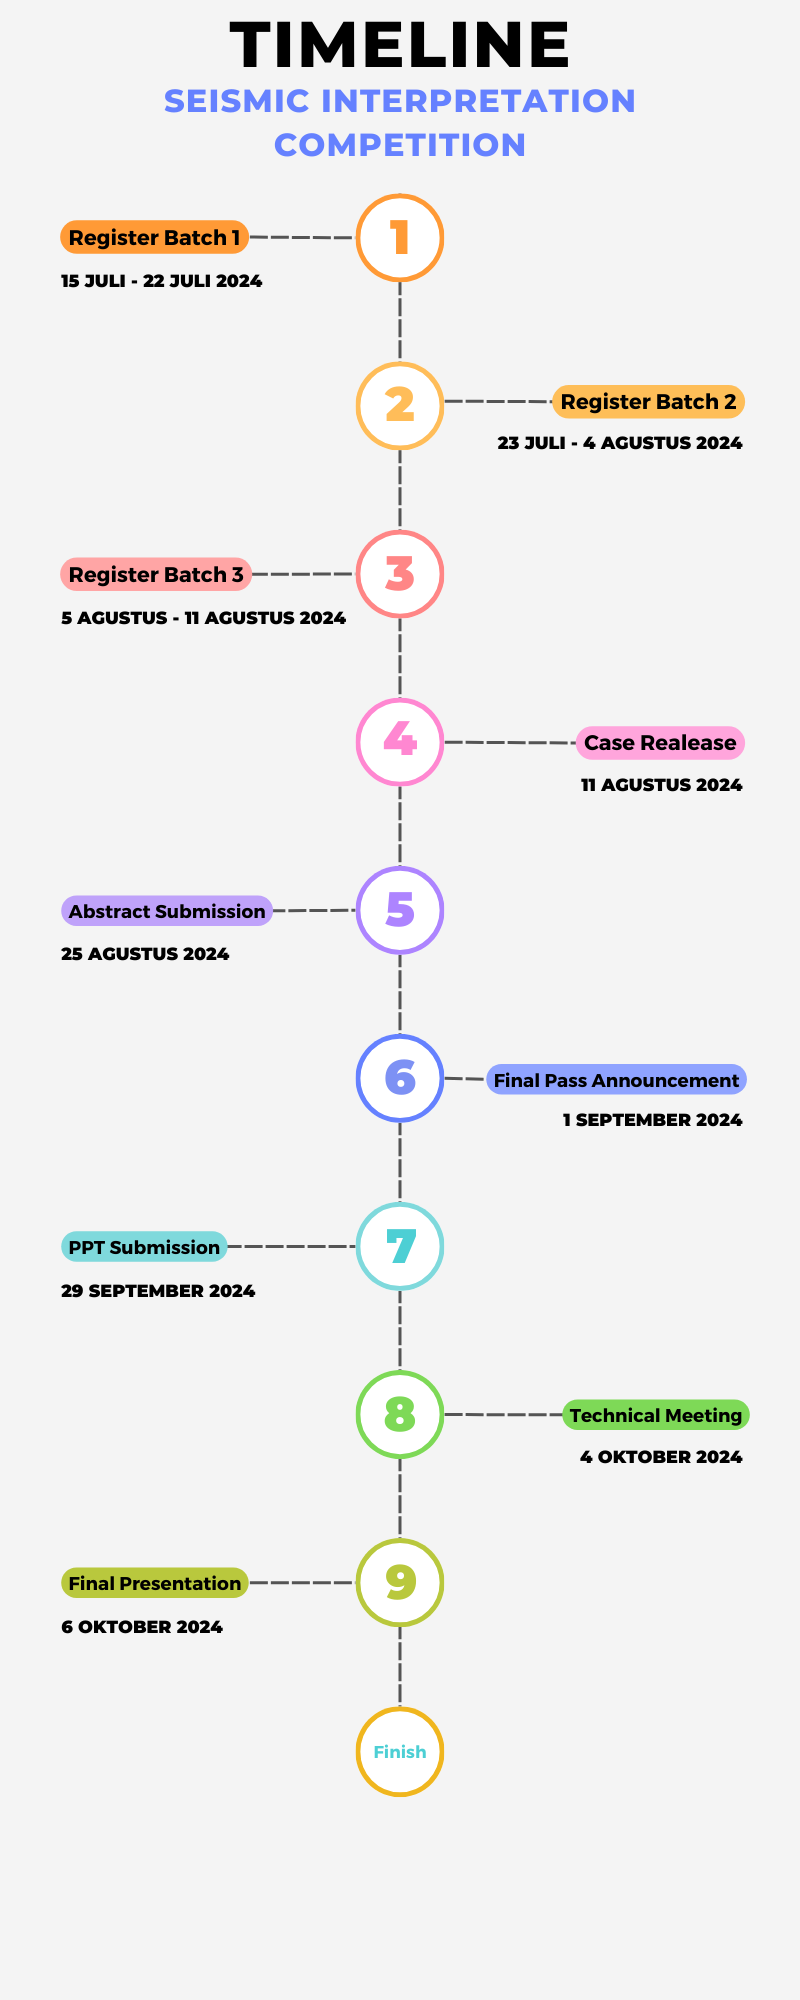 TIMELINE
SEISMIC INTERPRETATION
COMPETITION
1
Register Batch 1
15 JULI - 22 JULI 2024
2
Register Batch 2
23 JULI - 4 AGUSTUS 2024
3
Register Batch 3
5 AGUSTUS - 11 AGUSTUS 2024
4
Case Realease
11 AGUSTUS 2024
5
Abstract Submission
25 AGUSTUS 2024
6
Final Pass Announcement
1 SEPTEMBER 2024
7
PPT Submission
29 SEPTEMBER 2024
8
Technical Meeting
4 OKTOBER 2024
9
Final Presentation
6 OKTOBER 2024
Finish